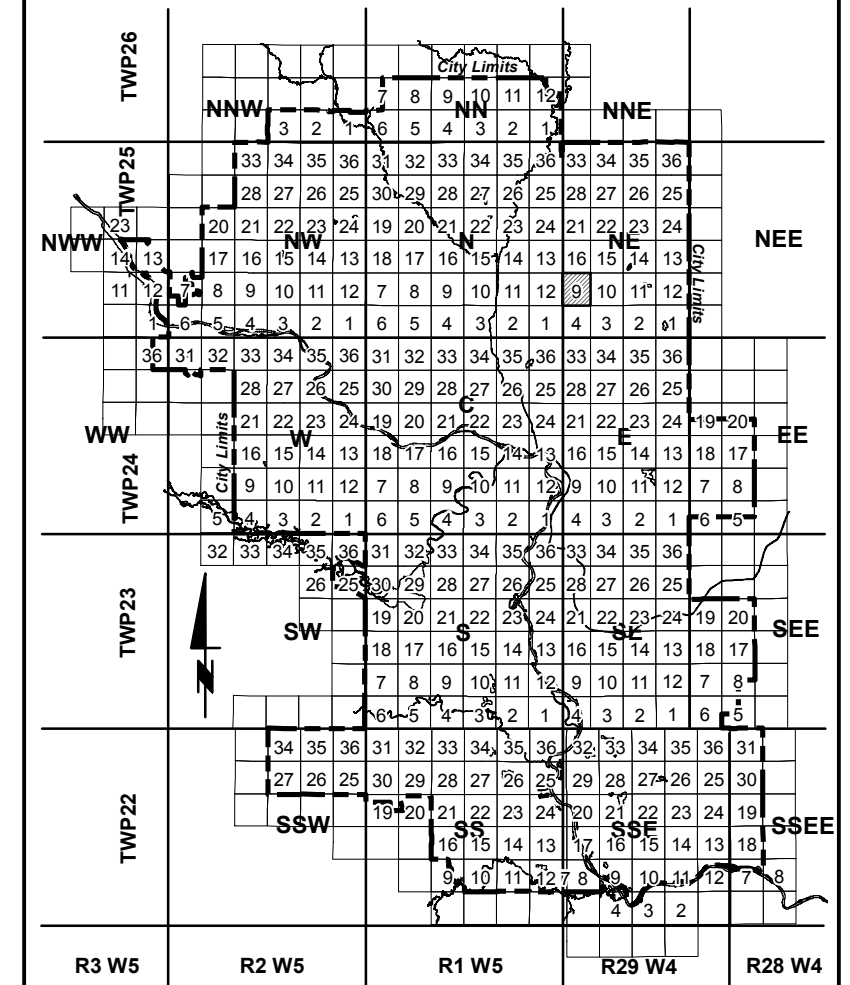 TWP26
City Limits
7 8 9 10 11 12
NNW NN NNE
3 2 1 6 5 4 3 2 1
TWP25
33 34 35 36 31 32 33 34 35 36 33 34 35 36
28 27 26 25 30 29 28 27 26 25 28 27 26 25
23 20 21 22 23 24 19 20 21 22 23 24 21 22 23 24
NWW NW N NE NEE
14 13 17 16 15 14 13 18 17 16 15 14 13 16 15 14 13
City Limits
11 12 7 8 9 10 11 12 7 8 9 10 11 12 9 10 11 12
1 6 5 4 3 2 1 6 5 4 3 2 1 4 3 2 1
36 31 32 33 34 35 36 31 32 33 34 35 36 33 34 35 36
28 27 26 25 30 29 28 27 26 25 28 27 26 25
C
21 22 23 24 19 20 21 22 23 24 21 22 23 24 19 20
WW W E EE
City Limits
16 15 14 13 18 17 16 15 14 13 16 15 14 13 18 17
TWP24
9 10 11 12 7 8 9 10 11 12 9 10 11 12 7 8
5 4 3 2 1 6 5 4 3 2 1 4 3 2 1 6 5
32 33 34 35 36 31 32 33 34 35 36 33 34 35 36
26 25 30 29 28 27 26 25 28 27 26 25
TWP23
19 20 21 22 23 24 21 22 23 24 19 20
SW S SE SEE
18 17 16 15 14 13 16 15 14 13 18 17
N
7 8 9 10 11 12 9 10 11 12 7 8
6 5 4 3 2 1 4 3 2 1 6 5
34 35 36 31 32 33 34 35 36 32 33 34 35 36 31
27 26 25 30 29 28 27 26 25 29 28 27 26 25 30
TWP22
19 20 21 22 23 24 20 21 22 23 24 19
SSW SS SSE SSEE
16 15 14 13 17 16 15 14 13 18
9 10 11 12 7 8 9 10 11 12 7 8
4 3 2
R3 W5 R2 W5 R1 W5 R29 W4 R28 W4